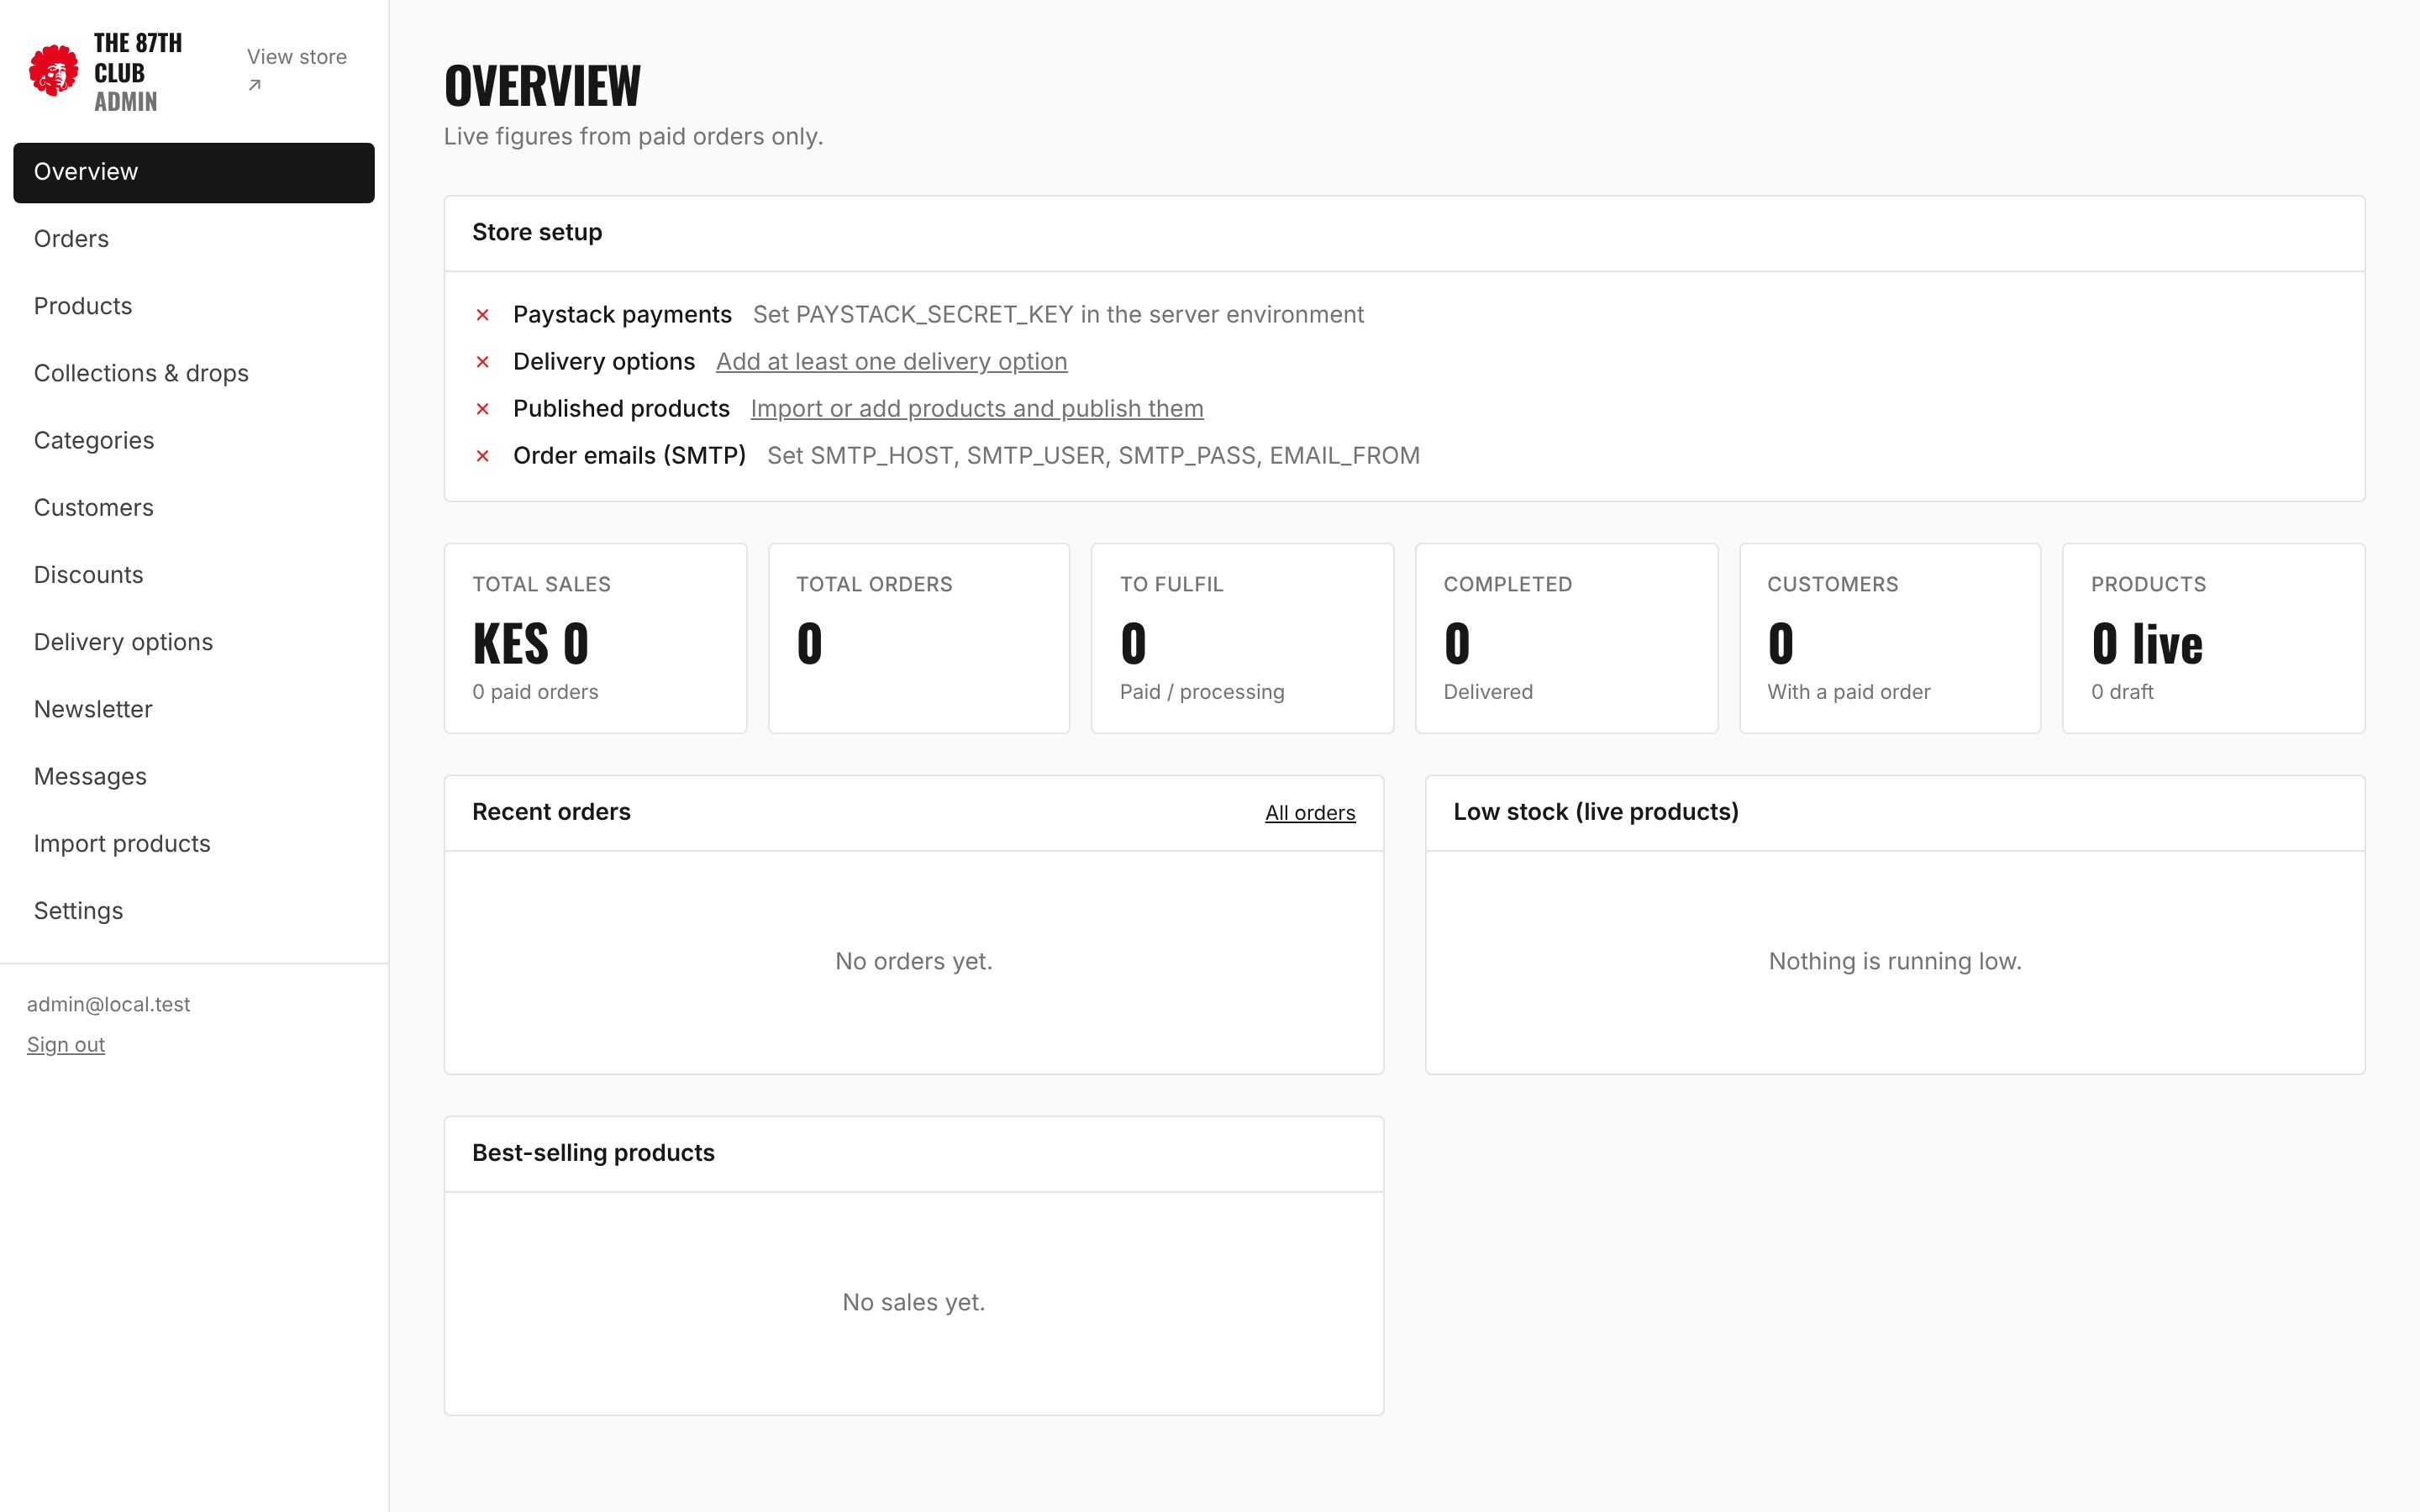 THE 87TH
CLUB
ADMIN
View store
↗
Overview
Orders
Products
Collections & drops
Categories
Customers
Discounts
Delivery options
Newsletter
Messages
Import products
Settings
admin@local.test
Sign out
OVERVIEW
Live figures from paid orders only.
Store setup
✕ Paystack payments Set PAYSTACK_SECRET_KEY in the server environment
✕ Delivery options Add at least one delivery option
✕ Published products Import or add products and publish them
✕ Order emails (SMTP) Set SMTP_HOST, SMTP_USER, SMTP_PASS, EMAIL_FROM
TOTAL SALES
KES 0
0 paid orders
TOTAL ORDERS
0
TO FULFIL
0
Paid / processing
COMPLETED
0
Delivered
CUSTOMERS
0
With a paid order
PRODUCTS
0 live
0 draft
Recent orders
All orders
No orders yet.
Low stock (live products)
Nothing is running low.
Best-selling products
No sales yet.